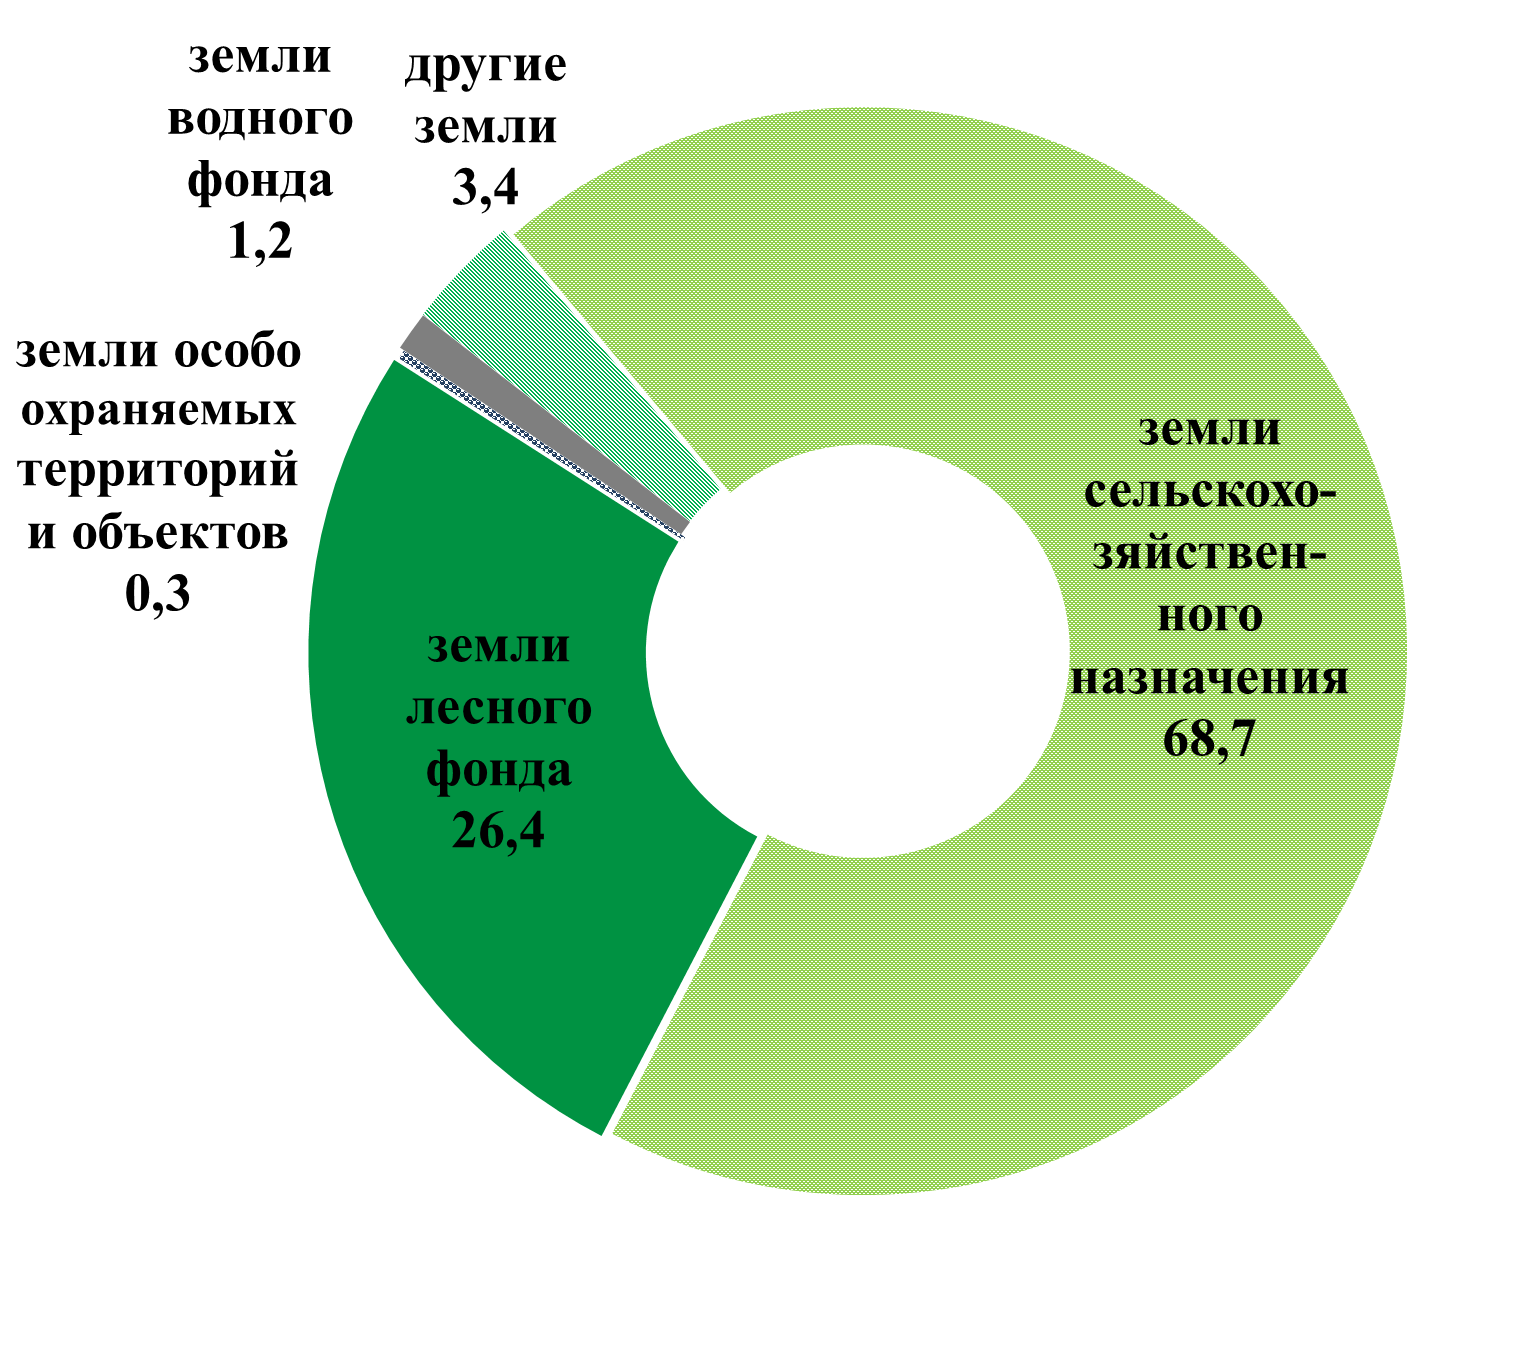 земли
водного
фонда
1,2
другие
земли
3,4
земли особо
охраняемых
территорий
и объектов
0,3
земли
лесного
фонда
26,4
земли
сельскохо-
зяйствен-
ного
назначения
68,7